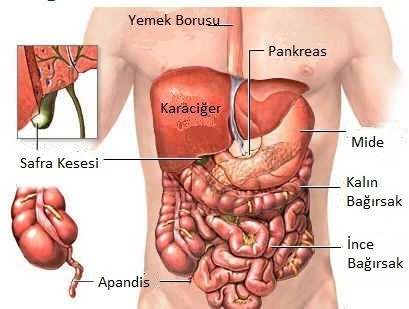 Yemek Borusu
Pankreas
Karaciğer
Mide
Safra Kesesi
Kalın
Bağırsak
İnce
Bağırsak
Apandis